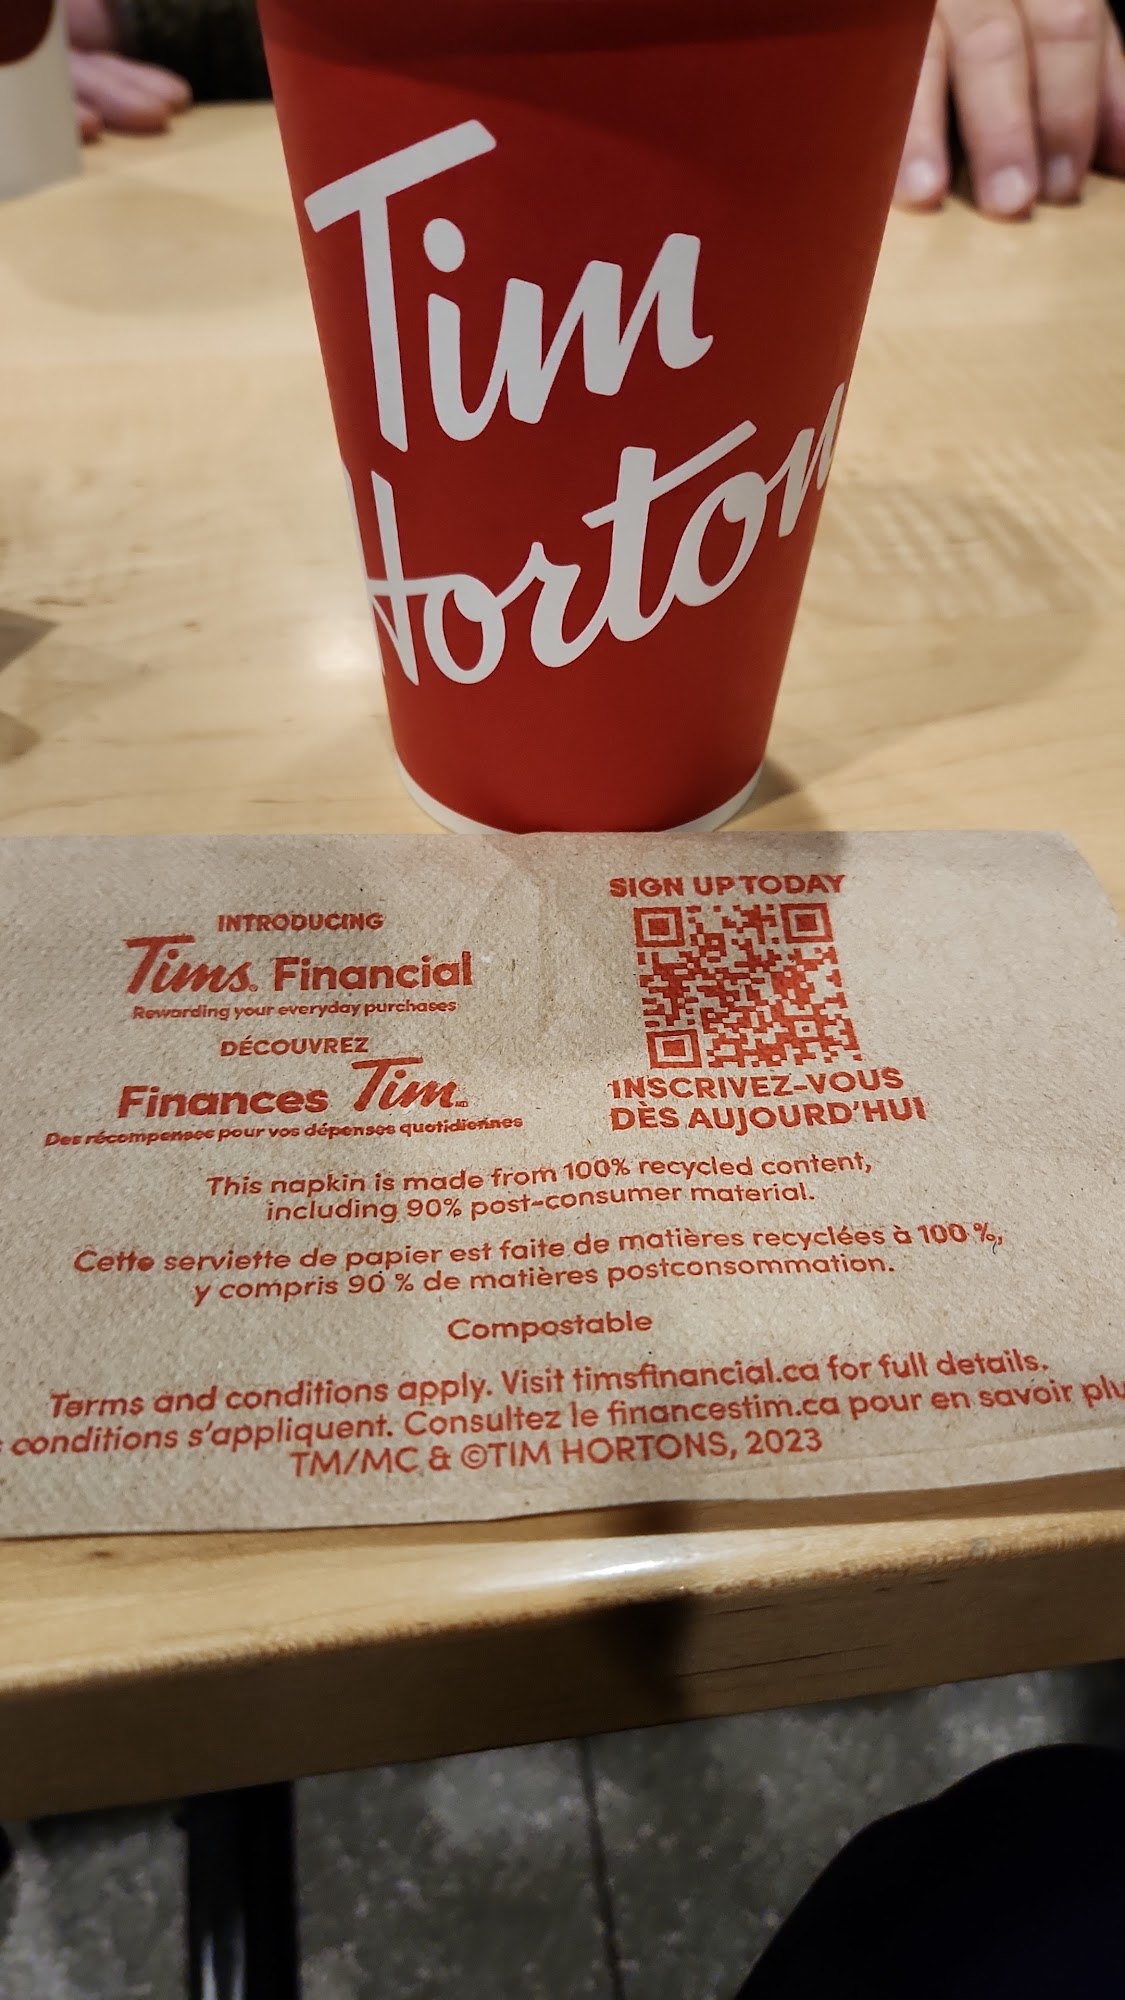 Tim
Horton
INTRODUCING
Tims® Financial
Rewarding your everyday purchases
DÉCOUVREZ
Finances Tim
Des récompenses pour vos dépenses quotidiennes
SIGN UP TODAY
INSCRIVEZ-VOUS
DÈS AUJOURD'HUI
This napkin is made from 100% recycled content,
including 90% post-consumer material.
Cette serviette de papier est faite de matières recyclées à 100 %,
y compris 90 % de matières postconsommation.
Compostable
Terms and conditions apply. Visit timsfinancial.ca for full details.
conditions s'appliquent. Consultez le financestim.ca pour en savoir plu
TM/MC & ©TIM HORTONS, 2023